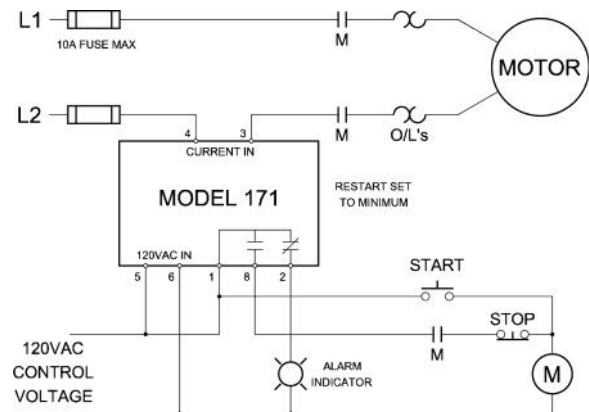 L1
10A FUSE MAX
M
MOTOR
L2
4
3
M
O/L's
CURRENT IN
MODEL 171
RESTART SET
TO MINIMUM
120VAC IN
5
6
1
8
2
START
STOP
M
120VAC
CONTROL
VOLTAGE
ALARM
INDICATOR
M